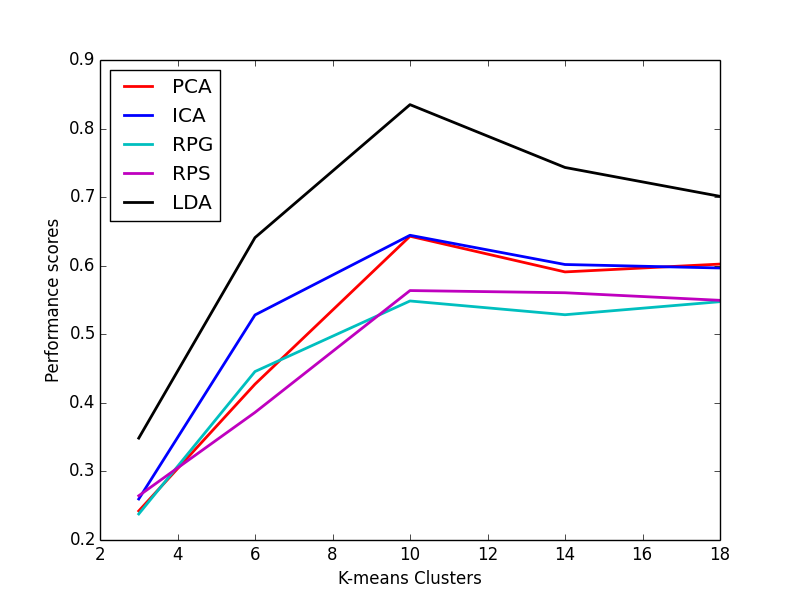 0.9
0.8
0.7
0.6
0.5
0.4
0.3
0.2
Performance scores
PCA
ICA
RPG
RPS
LDA
2 4 6 8 10 12 14 16 18
K-means Clusters